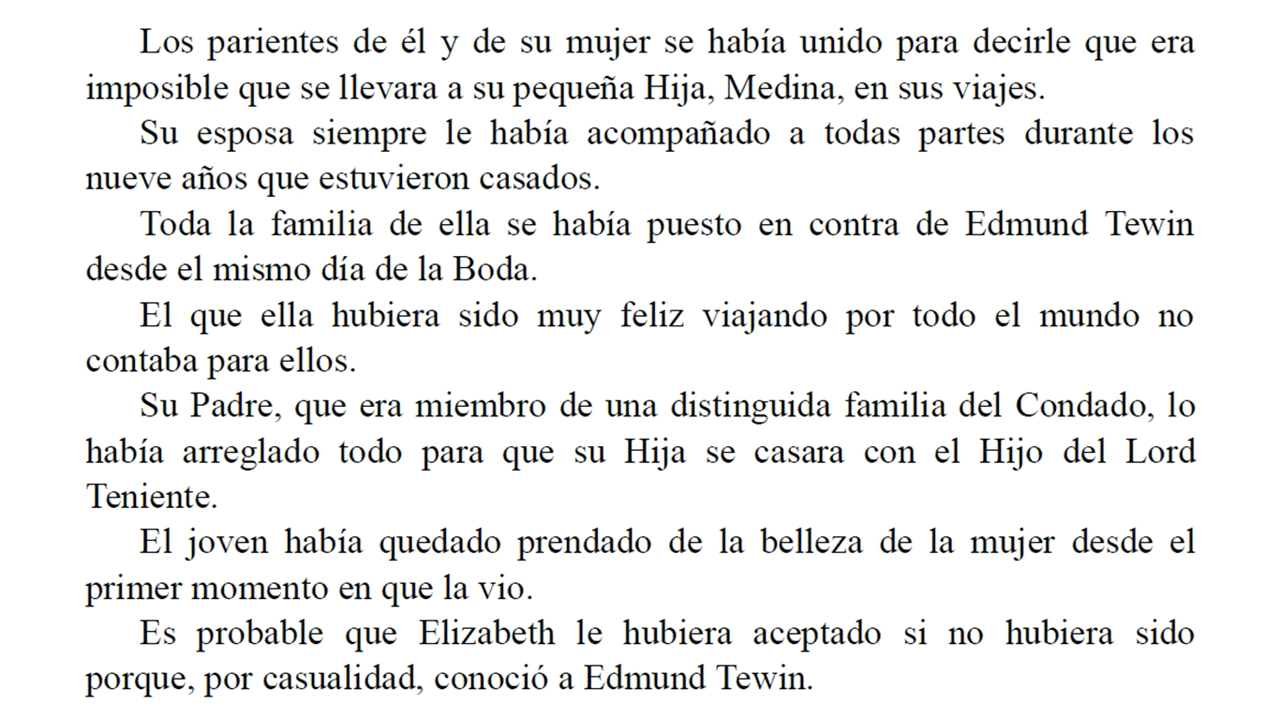 Los parientes de él y de su mujer se había unido para decirle que era
imposible que se llevara a su pequeña Hija, Medina, en sus viajes.
Su esposa siempre le había acompañado a todas partes durante los
nueve años que estuvieron casados.
Toda la familia de ella se había puesto en contra de Edmund Tewin
desde el mismo día de la Boda.
El que ella hubiera sido muy feliz viajando por todo el mundo no
contaba para ellos.
Su Padre, que era miembro de una distinguida familia del Condado, lo
había arreglado todo para que su Hija se casara con el Hijo del Lord
Teniente.
El joven había quedado prendado de la belleza de la mujer desde el
primer momento en que la vio.
Es probable que Elizabeth le hubiera aceptado si no hubiera sido
porque, por casualidad, conoció a Edmund Tewin.